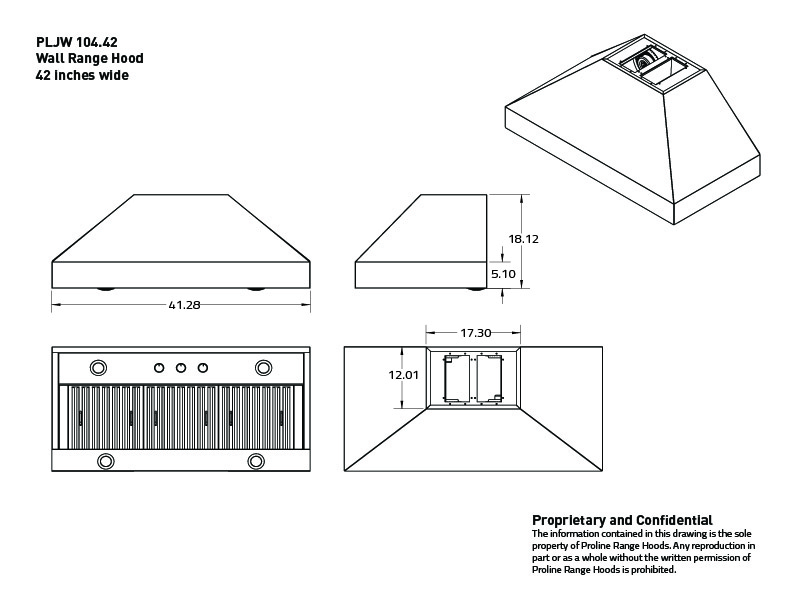 PLJW 104.42
Wall Range Hood
42 inches wide
18.12
5.10
41.28
17.30
12.01
Proprietary and Confidential
The information contained in this drawing is the sole
property of Proline Range Hoods. Any reproduction in
part or as a whole without the written permission of
Proline Range Hoods is prohibited.